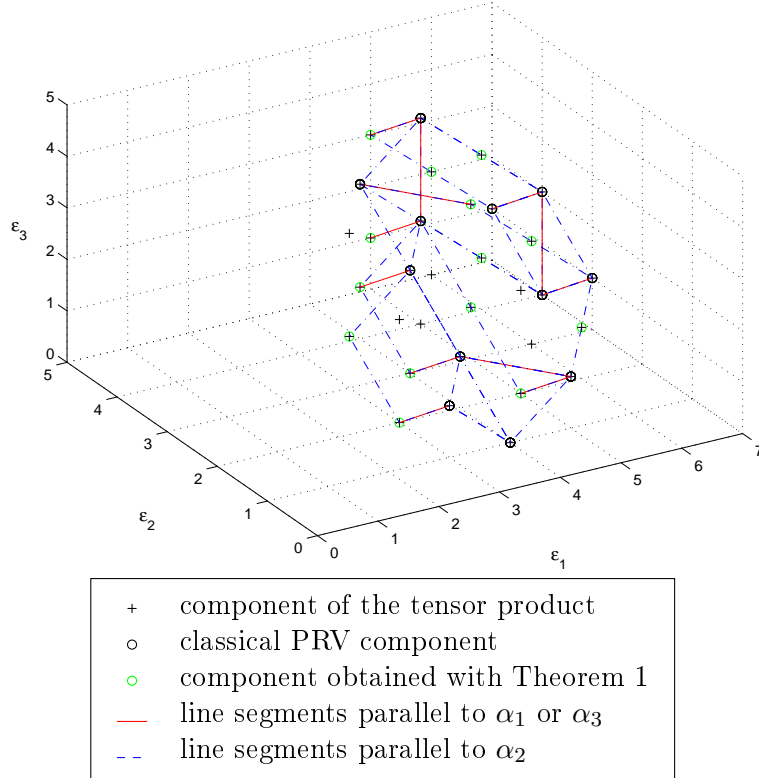 5
4
3
2
1
0
ε3
5
4
3
2
1
0
ε2
0
1
2
3
4
5
6
7
ε1
component of the tensor product
classical PRV component
component obtained with Theorem 1
line segments parallel to α1 or α3
line segments parallel to α2